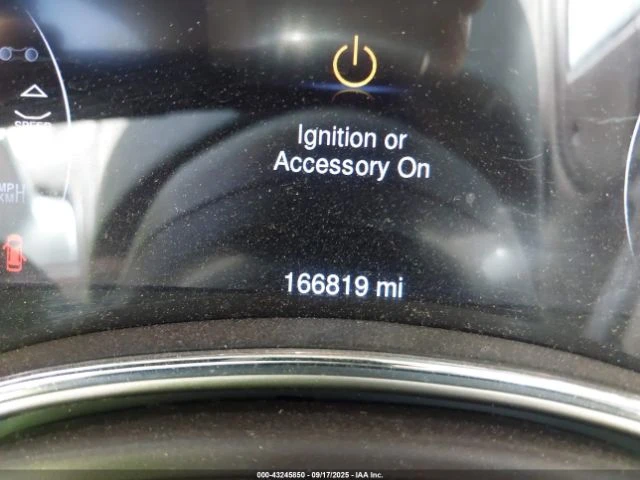 Ignition or
Accessory On
SPEED
MPH
KM/H
166819 mi
000-43245850 - 09/17/2025 - IAA Inc.